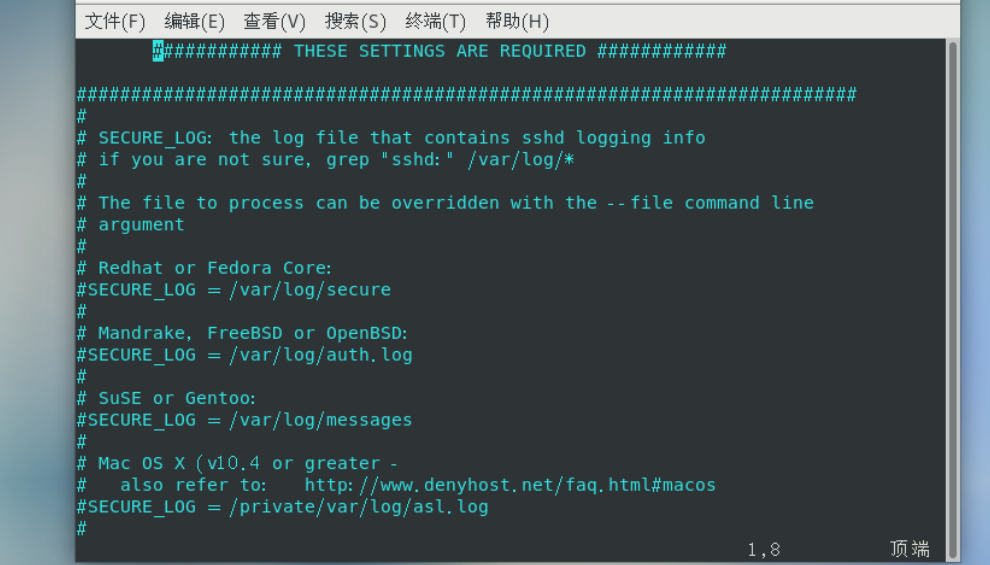 文件(F) 编辑(E) 查看(V) 搜索(S) 终端(T) 帮助(H)
############ THESE SETTINGS ARE REQUIRED ############
########################################################################
#
# SECURE_LOG: the log file that contains sshd logging info
# if you are not sure, grep "sshd:" /var/log/*
#
# The file to process can be overridden with the --file command line
# argument
#
# Redhat or Fedora Core:
#SECURE_LOG = /var/log/secure
#
# Mandrake, FreeBSD or OpenBSD:
#SECURE_LOG = /var/log/auth.log
#
# SuSE or Gentoo:
#SECURE_LOG = /var/log/messages
#
# Mac OS X (v10.4 or greater -
#   also refer to:   http://www.denyhost.net/faq.html#macos
#SECURE_LOG = /private/var/log/asl.log
#
1,8 顶端